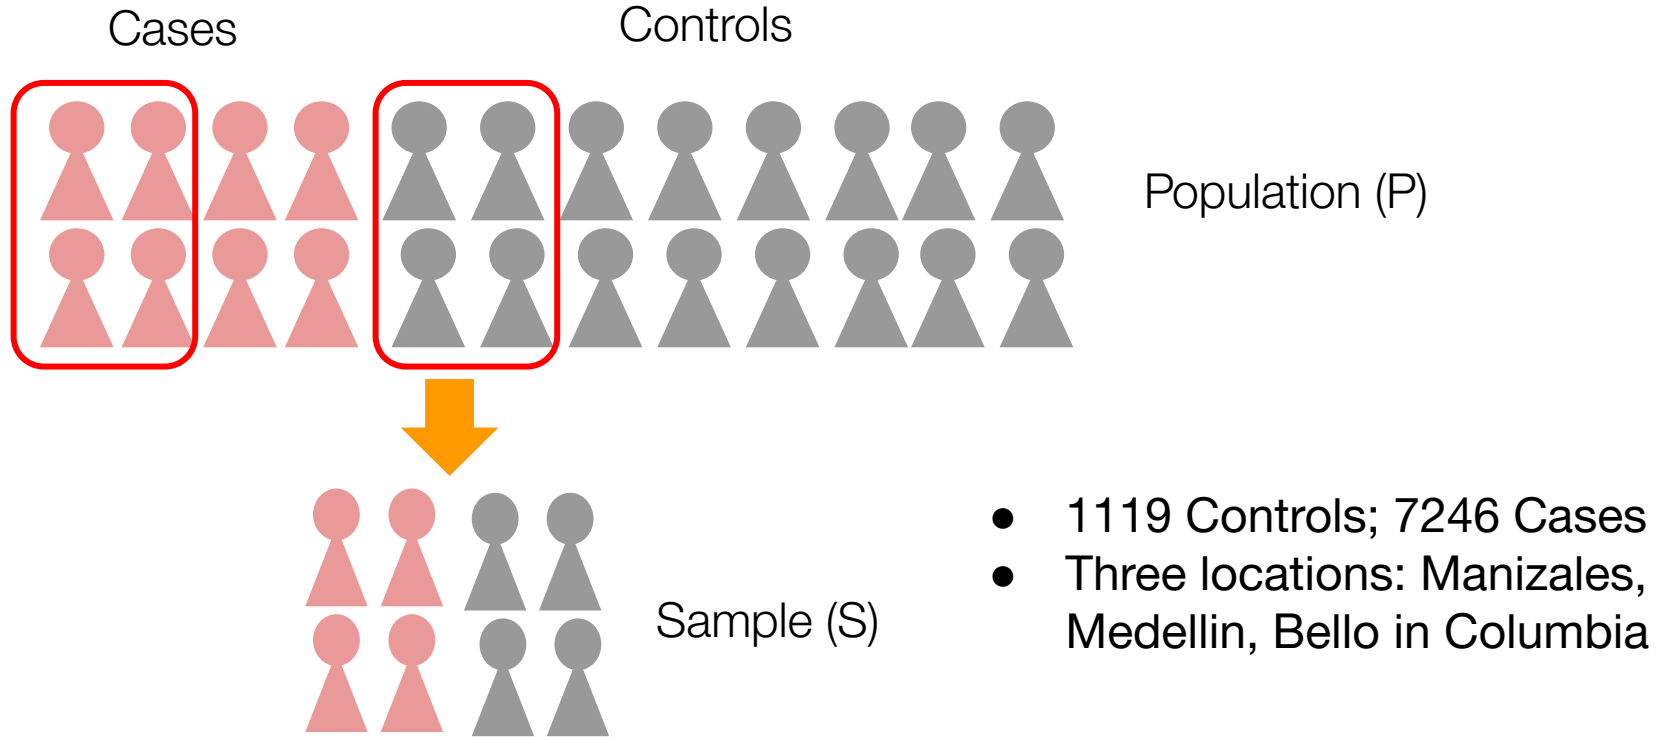 Cases
Controls
Population (P)
Sample (S)
● 1119 Controls; 7246 Cases
● Three locations: Manizales,
Medellin, Bello in Columbia